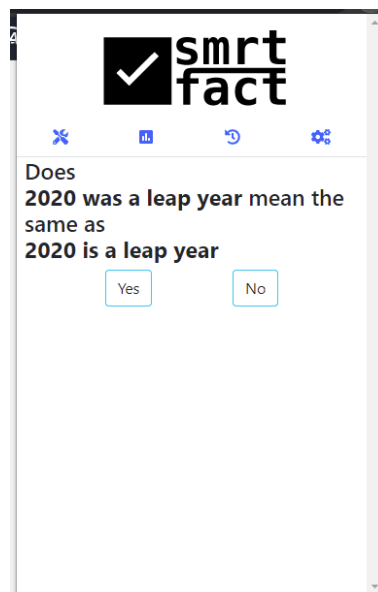 smrt
fact
Does
2020 was a leap year mean the
same as
2020 is a leap year
Yes
No